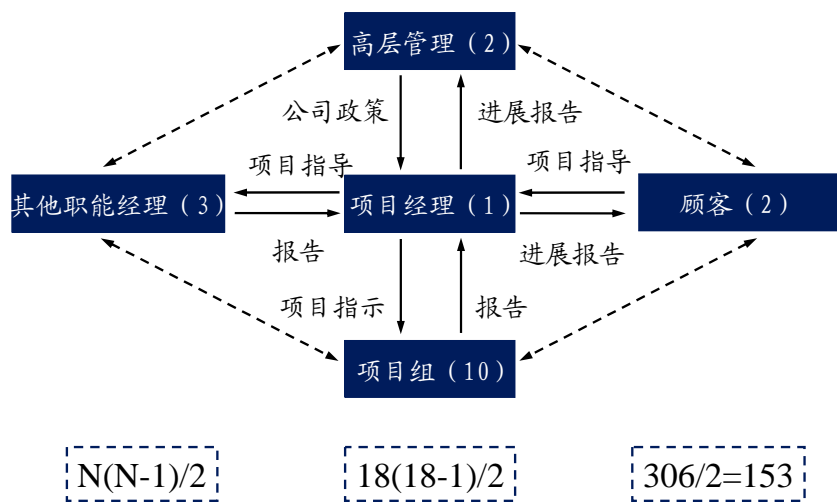 高层管理（2）
公司政策
进展报告
项目指导
项目指导
其他职能经理（3）
项目经理（1）
顾客（2）
报告
进展报告
项目指示
报告
项目组（10）
N(N-1)/2
18(18-1)/2
306/2=153